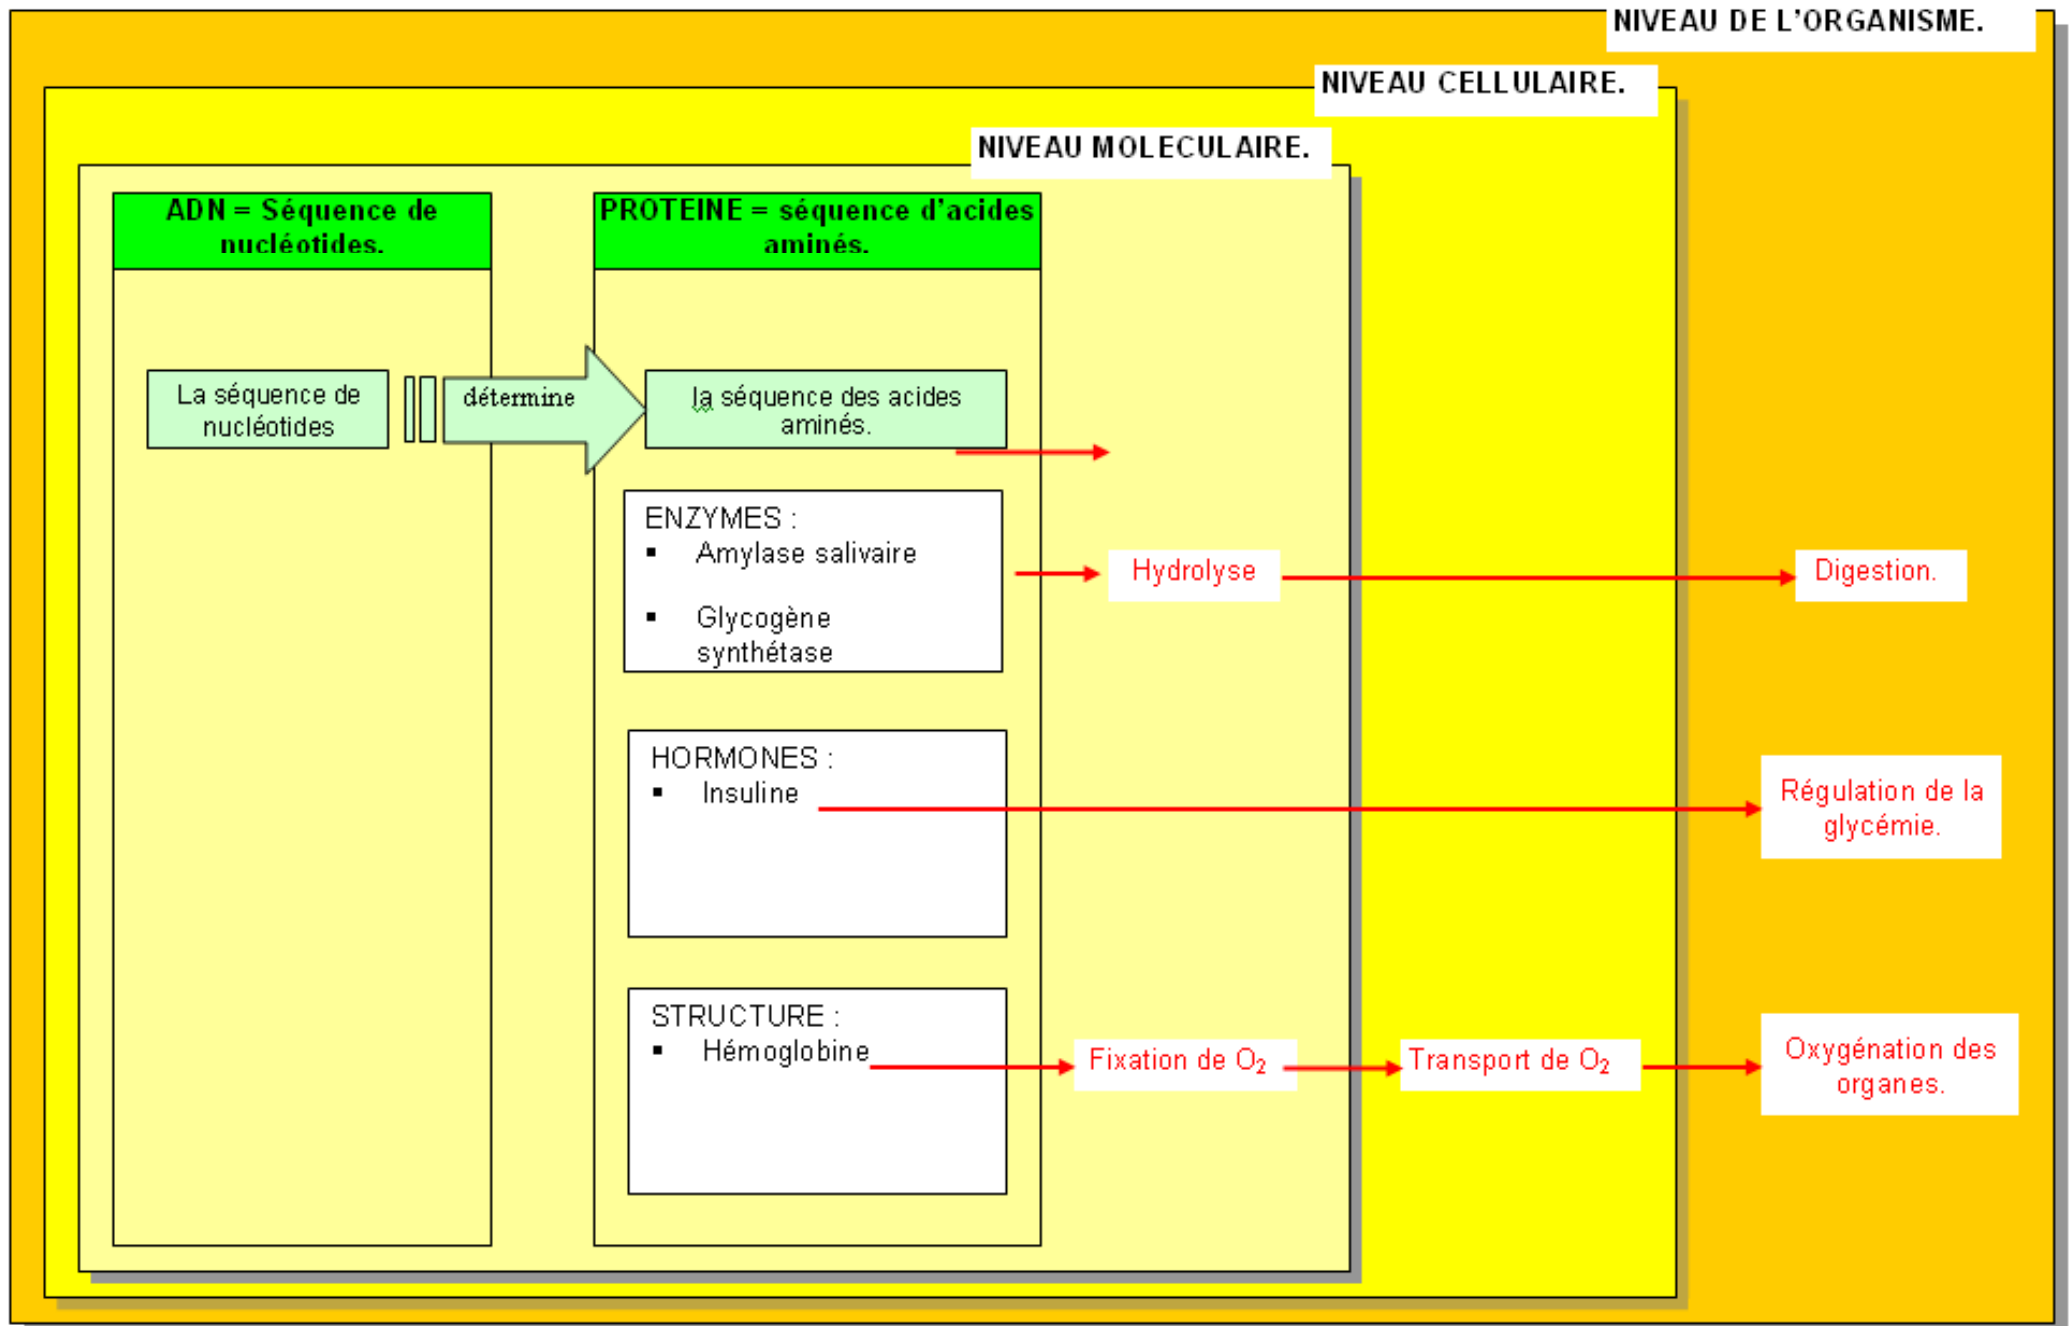 NIVEAU DE L'ORGANISME.
NIVEAU CELLULAIRE.
NIVEAU MOLECULAIRE.
ADN = Séquence de
nucléotides.
PROTEINE = séquence d'acides
aminés.
La séquence de
nucléotides
détermine
la séquence des acides
aminés.
ENZYMES :
▪ Amylase salivaire
▪ Glycogène
synthétase
Hydrolyse
Digestion.
HORMONES :
▪ Insuline
Régulation de la
glycémie.
STRUCTURE :
▪ Hémoglobine
Fixation de O₂
Transport de O₂
Oxygénation des
organes.